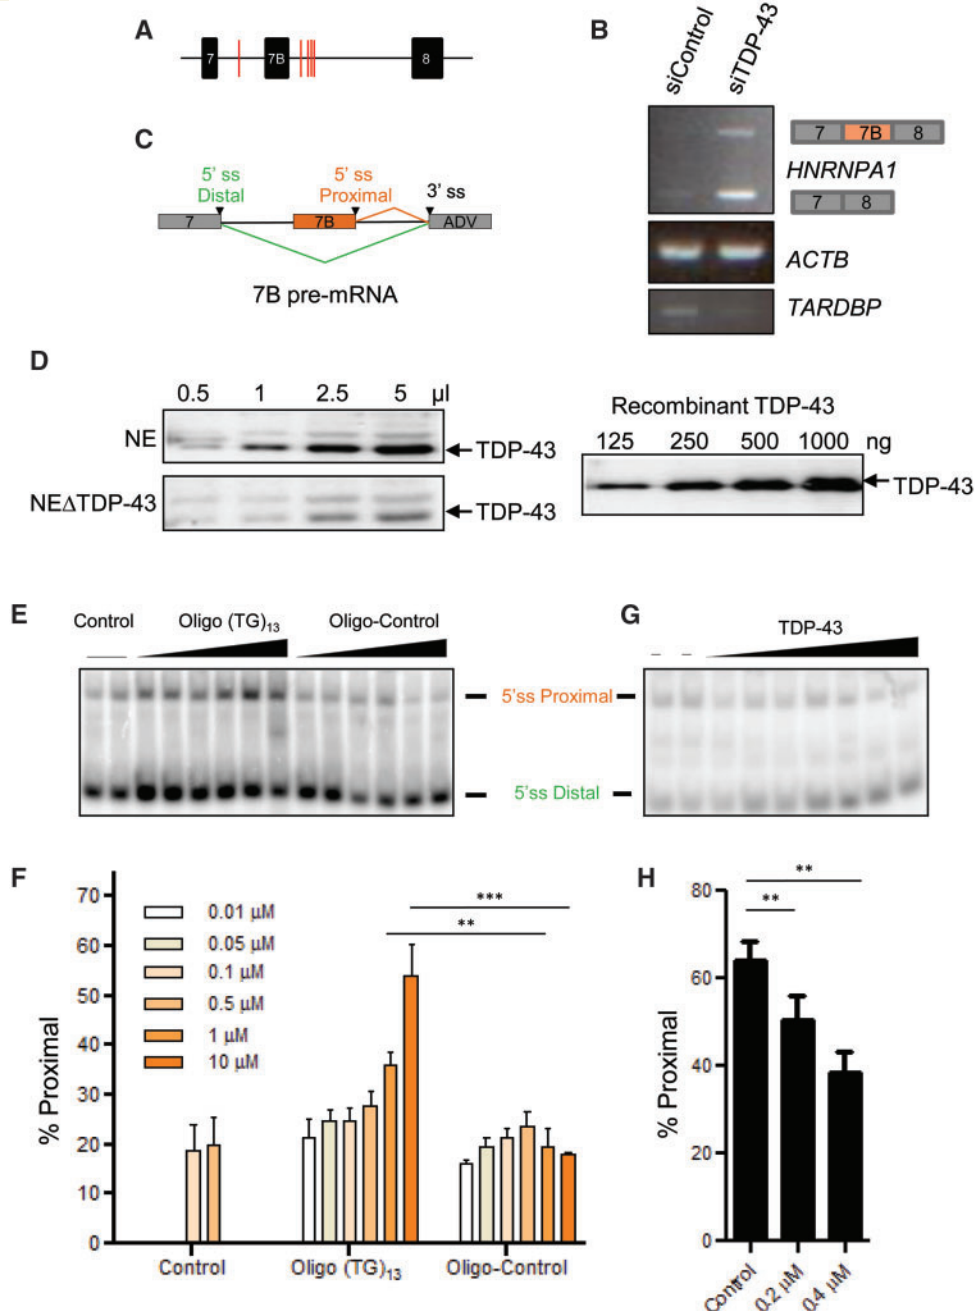 A
7
7B
8
B
siControl
siTDP-43
7 7B 8
HNRNPA1
7 8
ACTB
TARDBP
C
5' ss
Distal
5' ss
Proximal
3' ss
7
7B
ADV
7B pre-mRNA
D
0.5 1 2.5 5 µl
NE
TDP-43
NEΔTDP-43
TDP-43
Recombinant TDP-43
125 250 500 1000 ng
TDP-43
E
Control Oligo (TG)13 Oligo-Control
G
TDP-43
- -
5'ss Proximal
5'ss Distal
F
% Proximal
70
60
50
40
30
20
10
0
0.01 µM
0.05 µM
0.1 µM
0.5 µM
1 µM
10 µM
***
**
Control Oligo (TG)13 Oligo-Control
H
% Proximal
80
60
40
20
0
**
**
Control
0.2 µM
0.4 µM